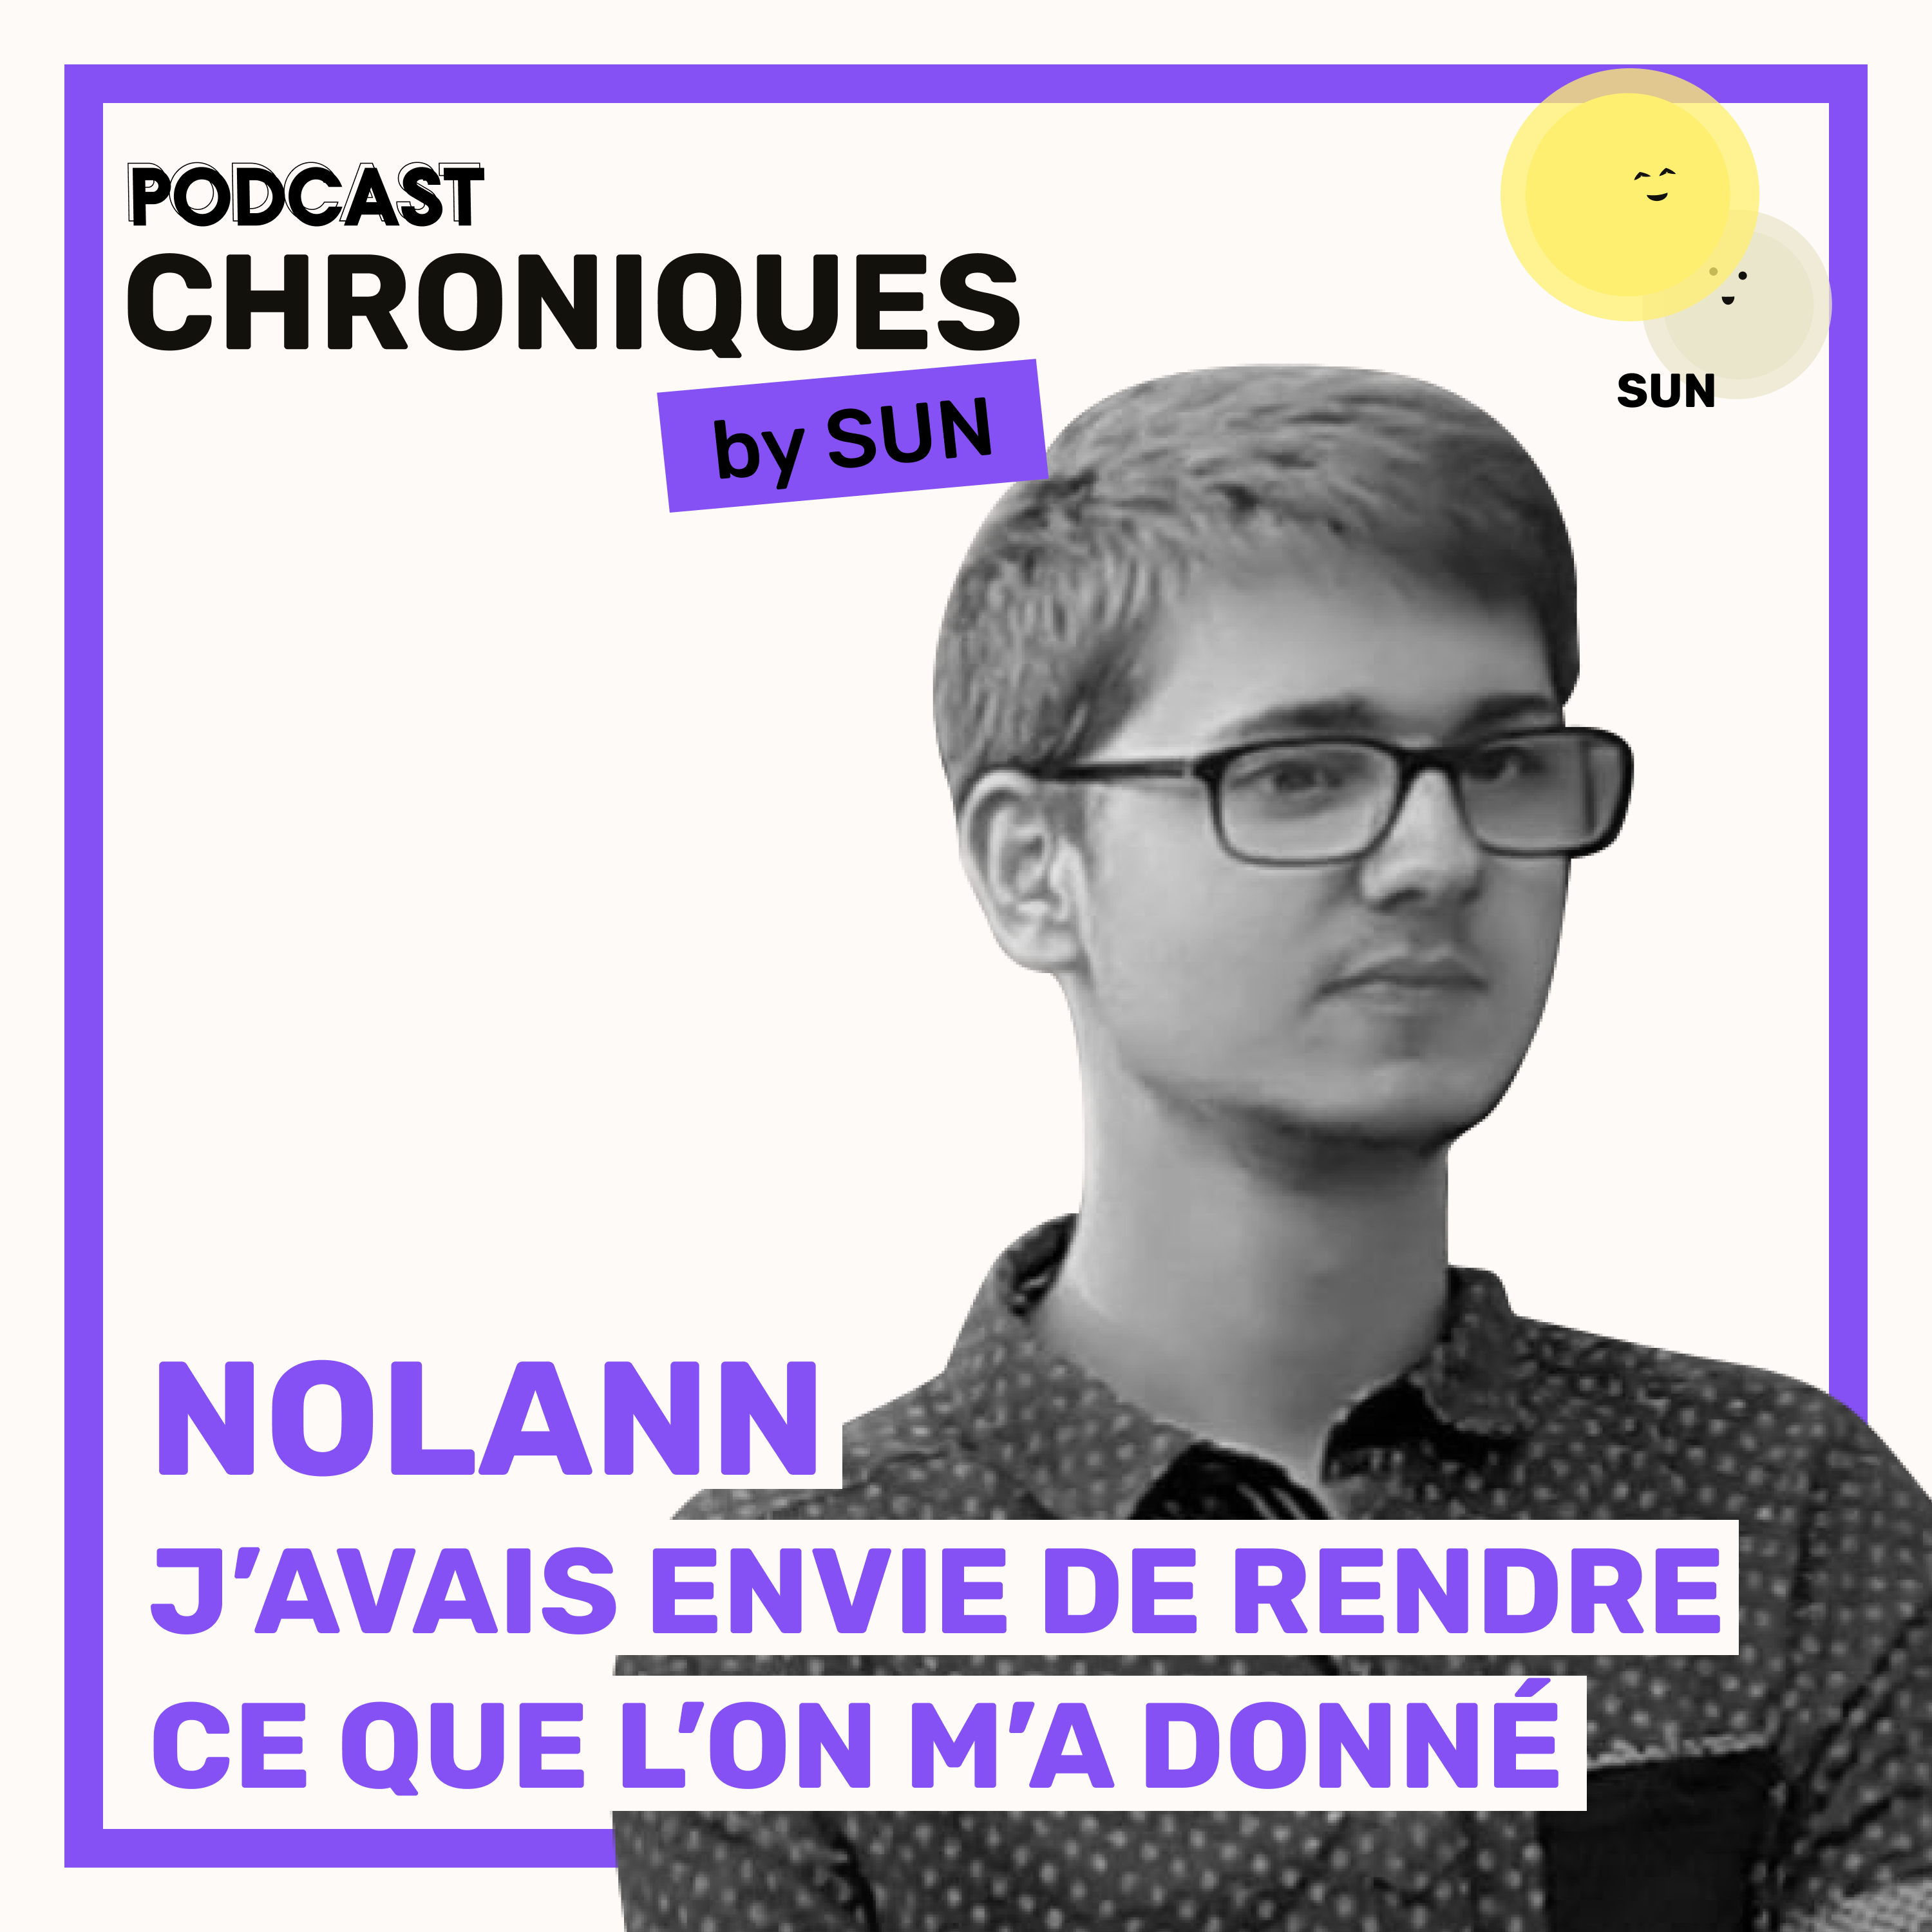 PODCAST
CHRONIQUES
by SUN
SUN
NOLANN
J’AVAIS ENVIE DE RENDRE
CE QUE L’ON M’A DONNÉ